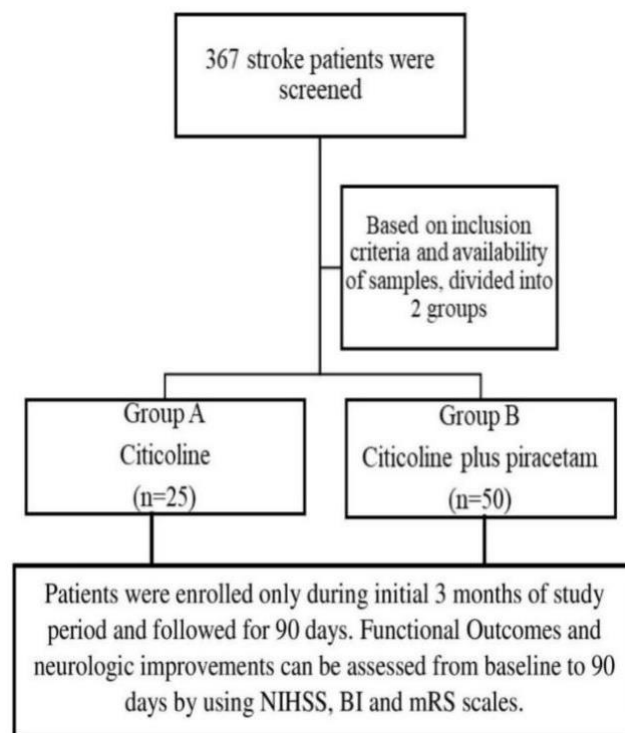 367 stroke patients were
screened
Based on inclusion
criteria and availability
of samples, divided into
2 groups
Group A
Citicoline
(n=25)
Group B
Citicoline plus piracetam
(n=50)
Patients were enrolled only during initial 3 months of study
period and followed for 90 days. Functional Outcomes and
neurologic improvements can be assessed from baseline to 90
days by using NIHSS, BI and mRS scales.